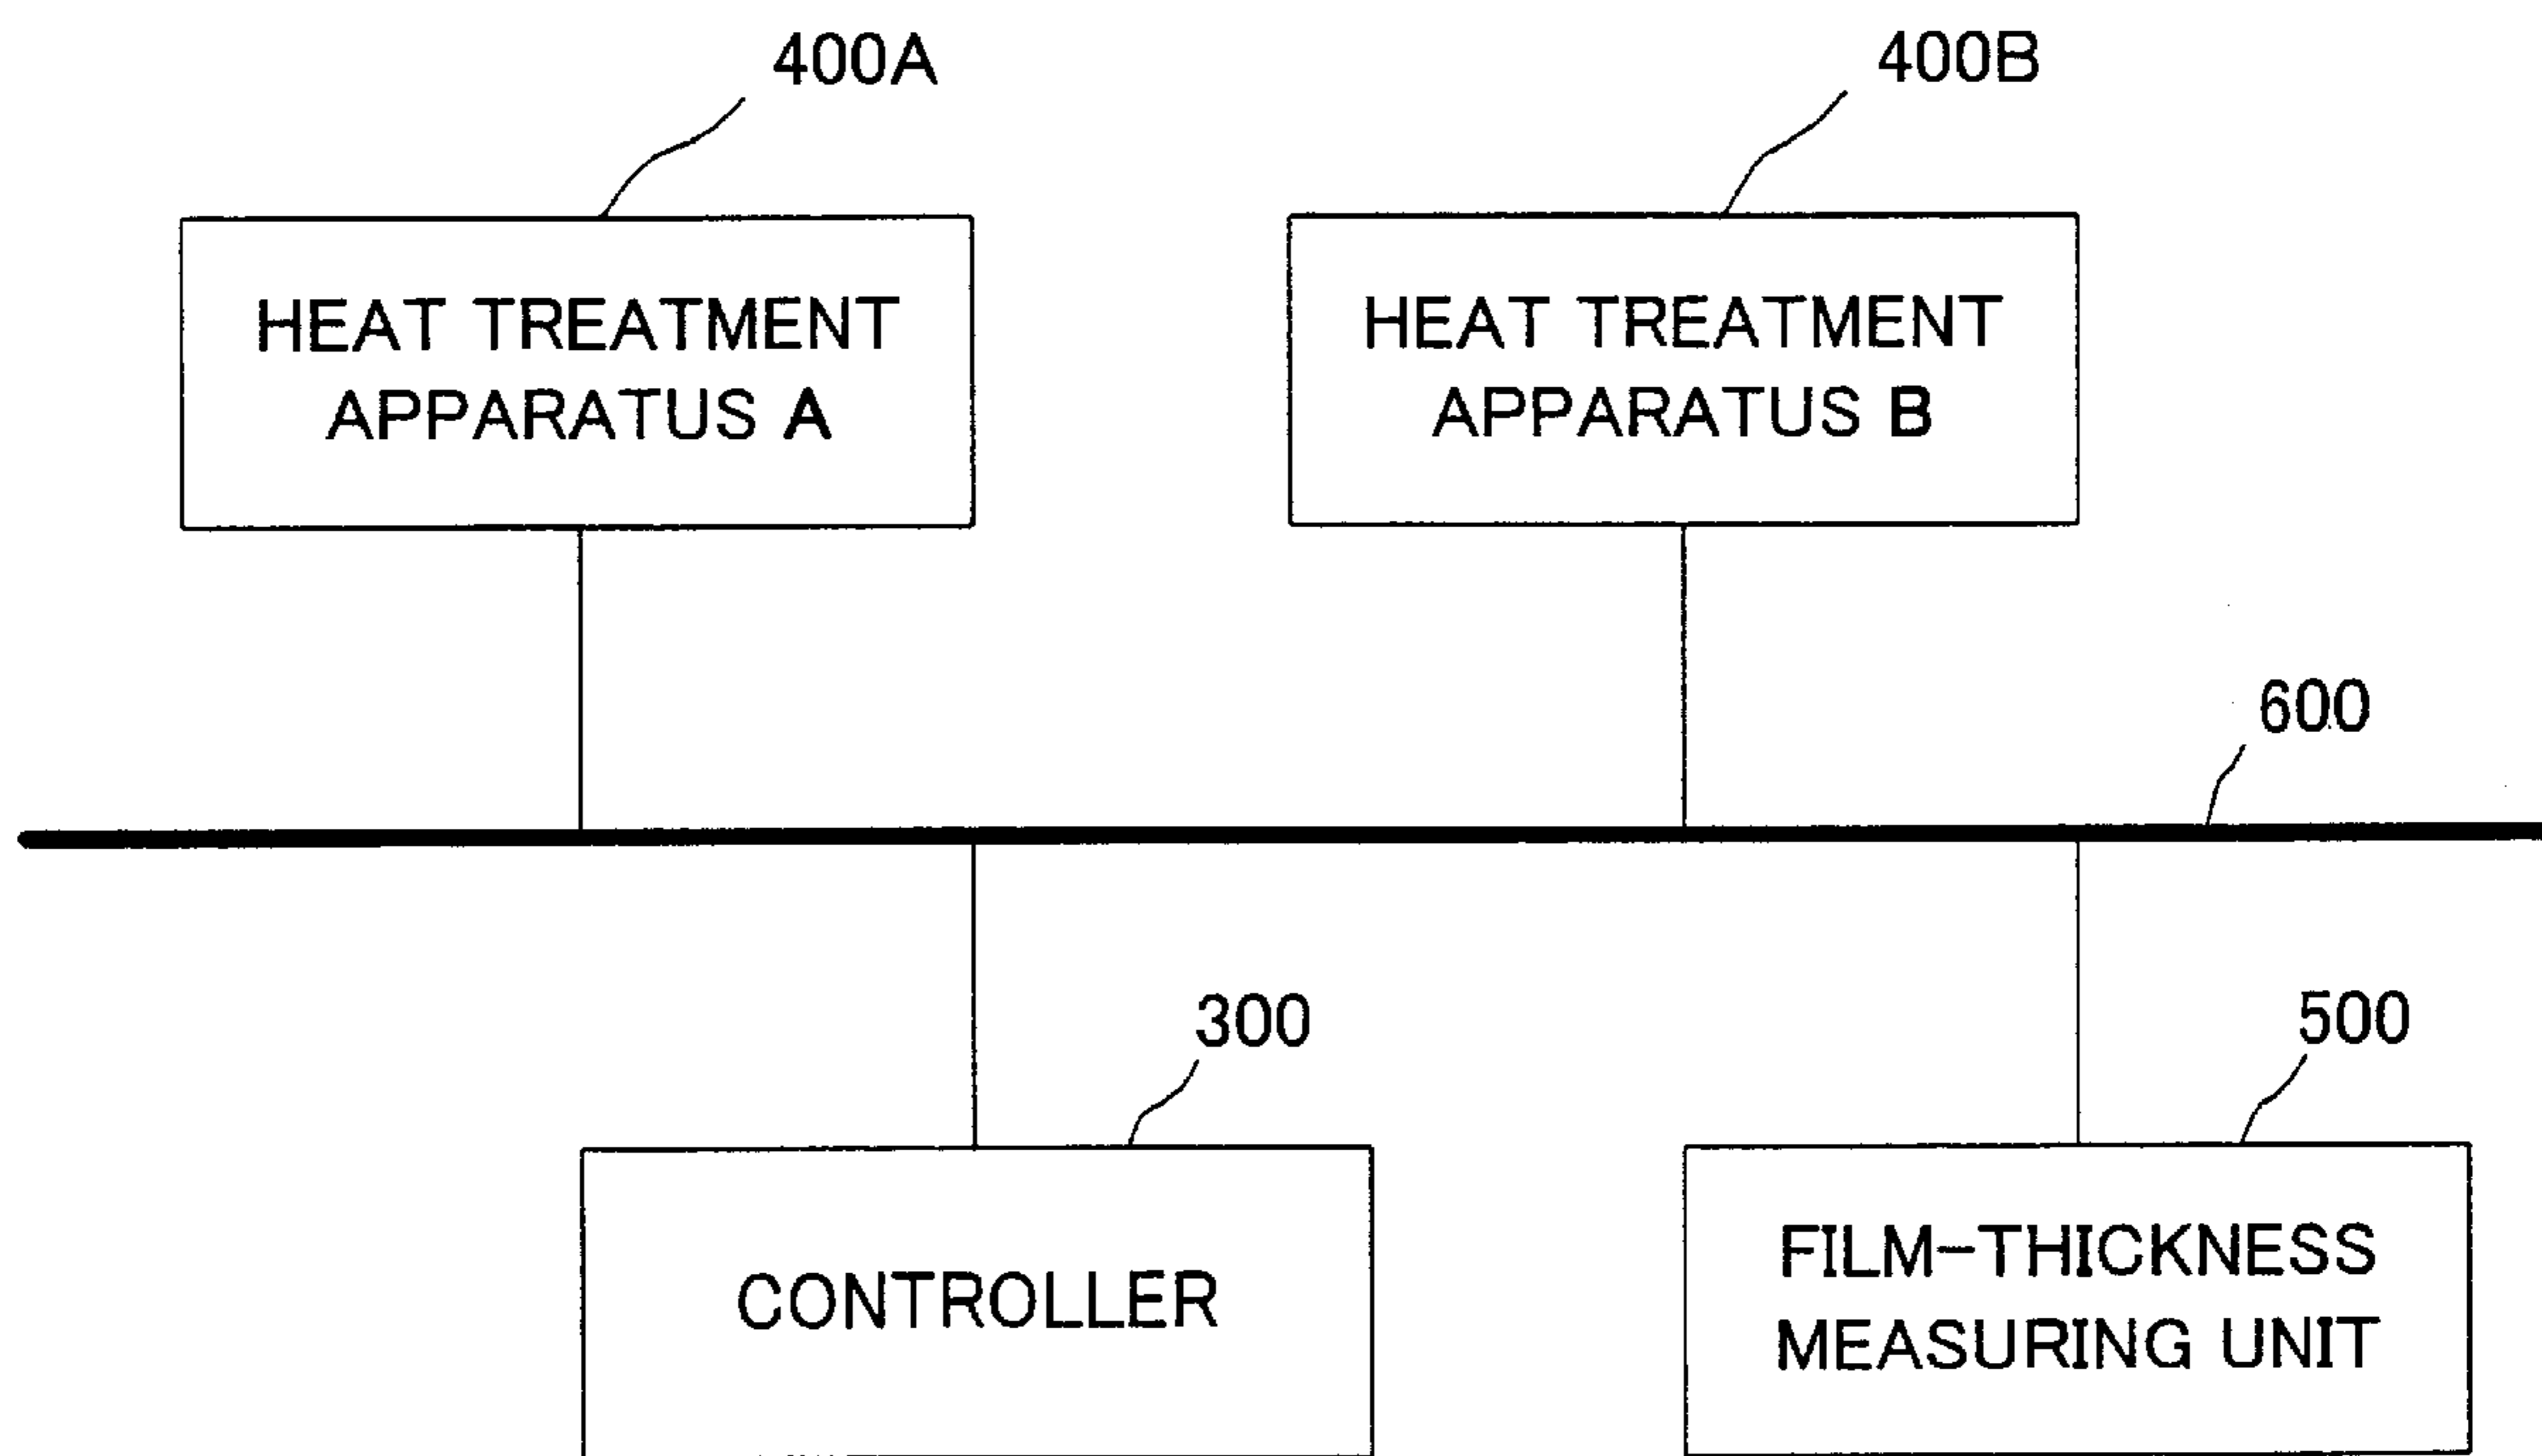 400A
400B
HEAT TREATMENT
APPARATUS A
HEAT TREATMENT
APPARATUS B
600
300
500
CONTROLLER
FILM-THICKNESS
MEASURING UNIT